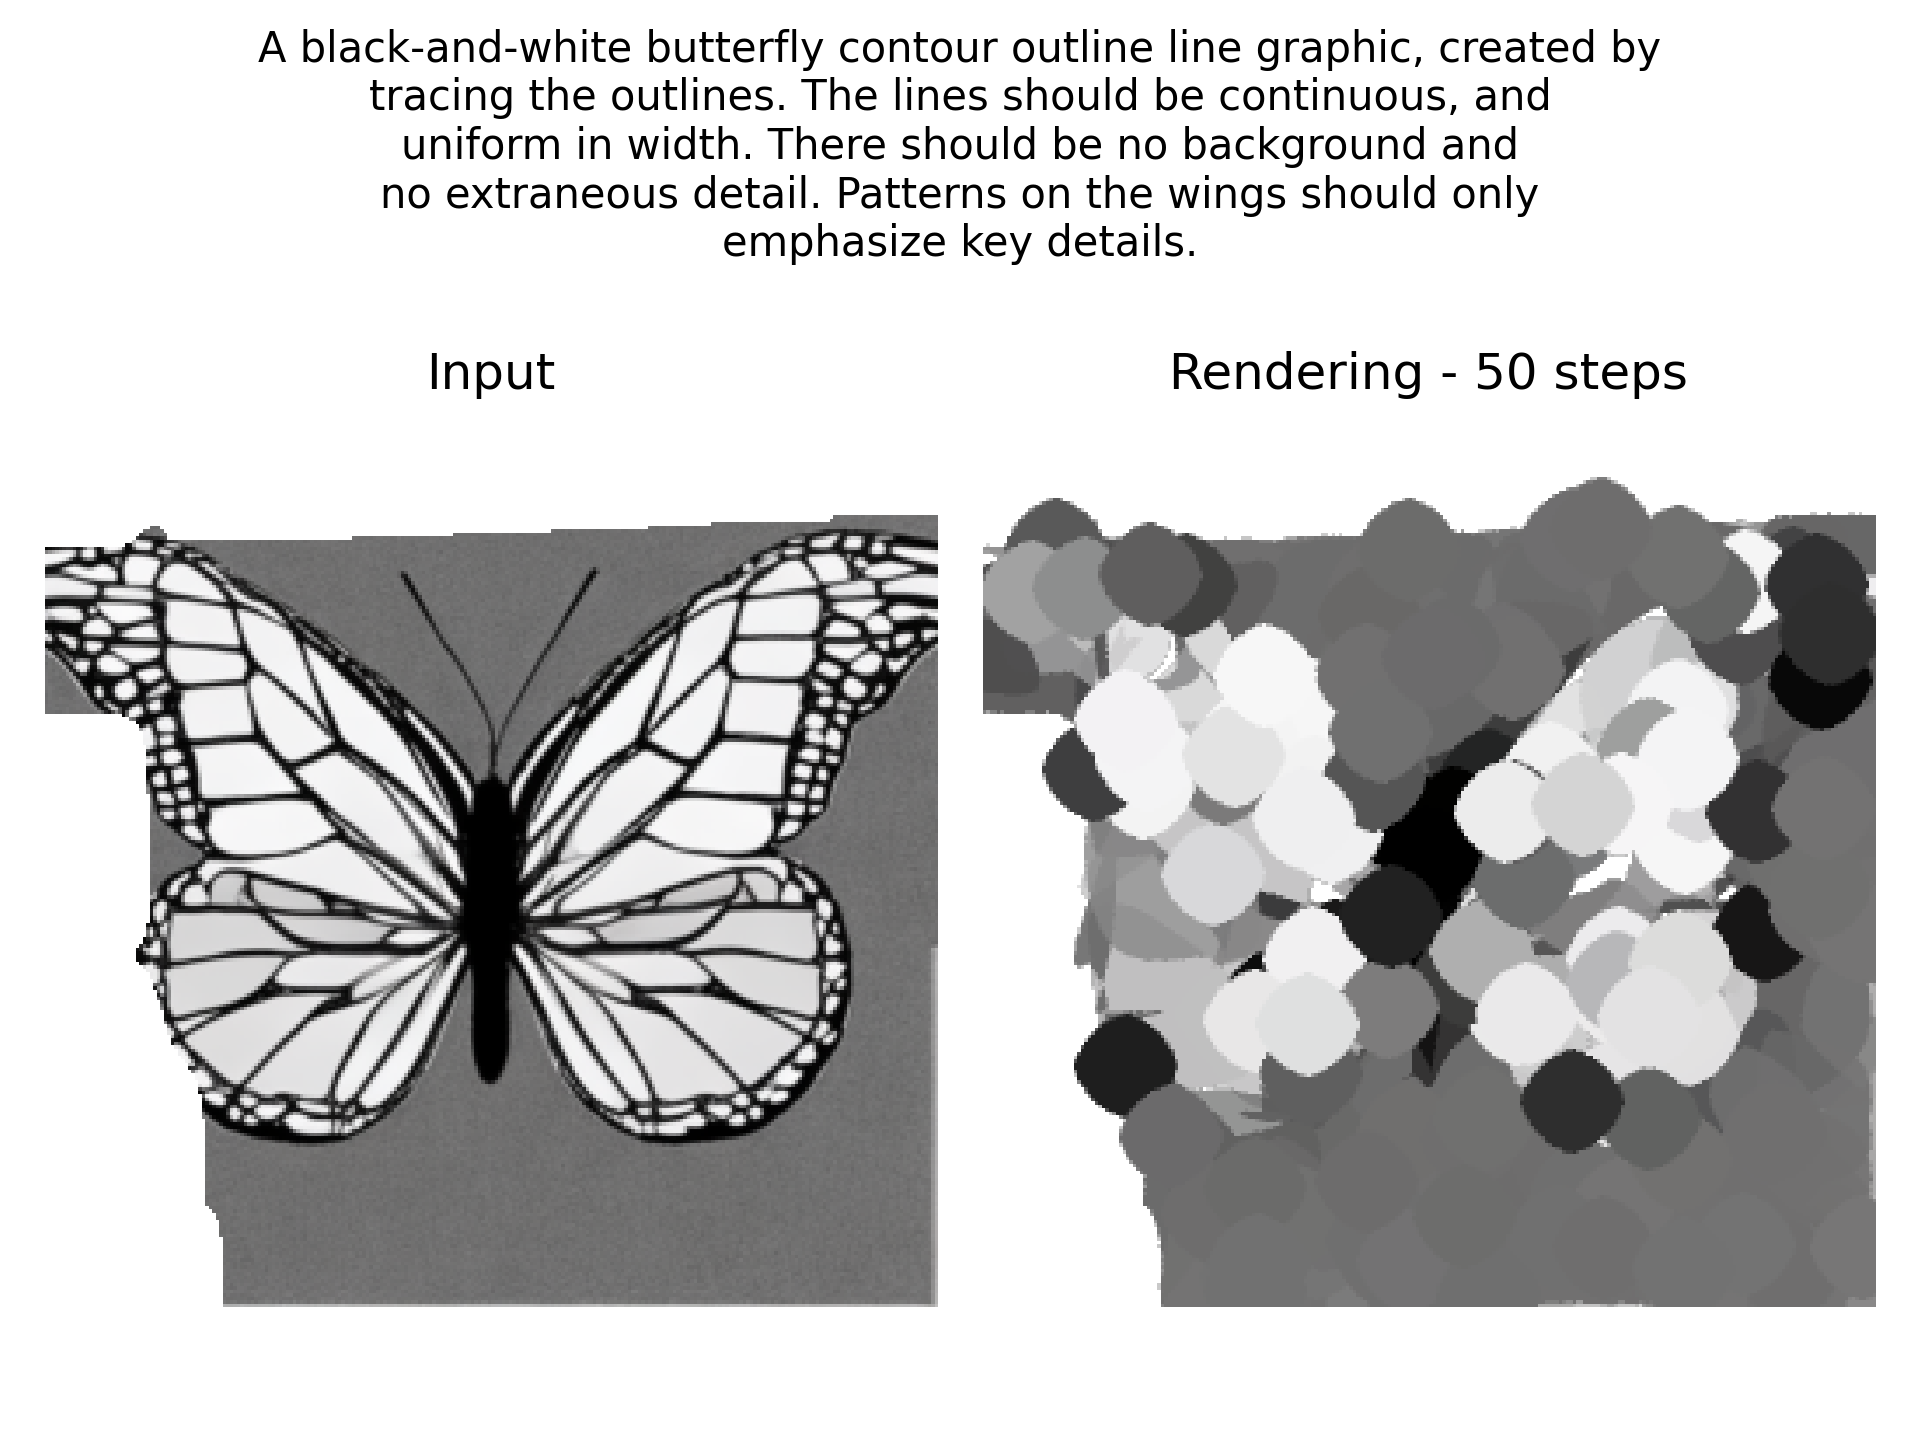 A black-and-white butterfly contour outline line graphic, created by
tracing the outlines. The lines should be continuous, and
uniform in width. There should be no background and
no extraneous detail. Patterns on the wings should only
emphasize key details.
Input
Rendering - 50 steps